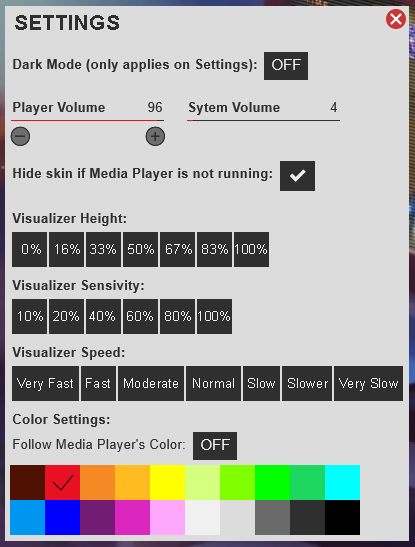 SETTINGS
Dark Mode (only applies on Settings): OFF
Player Volume 96 Sytem Volume 4
Hide skin if Media Player is not running:
Visualizer Height:
0% 16% 33% 50% 67% 83% 100%
Visualizer Sensivity:
10% 20% 40% 60% 80% 100%
Visualizer Speed:
Very Fast Fast Moderate Normal Slow Slower Very Slow
Color Settings:
Follow Media Player's Color: OFF